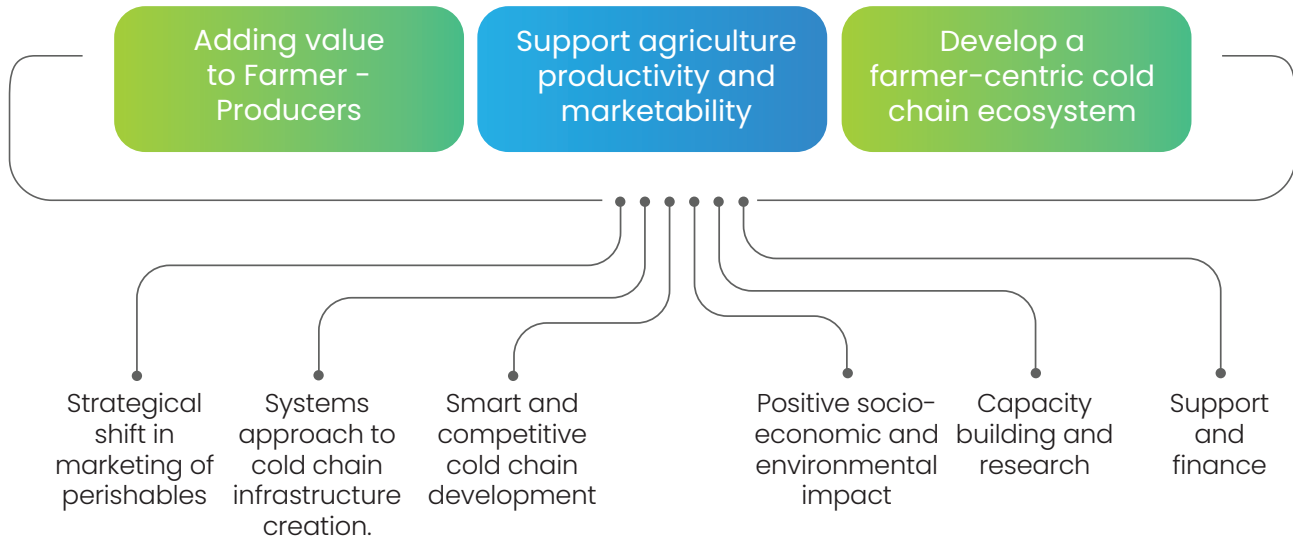 Adding value
to Farmer -
Producers
Support agriculture
productivity and
marketability
Develop a
farmer-centric cold
chain ecosystem
Strategical
shift in
marketing of
perishables
Systems
approach to
cold chain
infrastructure
creation.
Smart and
competitive
cold chain
development
Positive socio-
economic and
environmental
impact
Capacity
building and
research
Support
and
finance